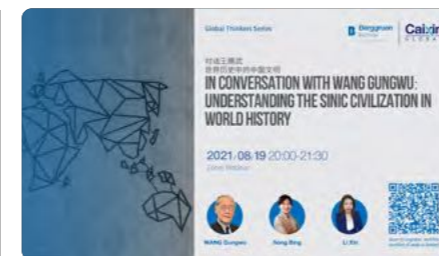 Global Thinkers Series
Berggruen
Caixin
GLOBAL
对话王赓武
世界历史中的中国文明
IN CONVERSATION WITH WANG GUNGWU:
UNDERSTANDING THE SINIC CIVILIZATION IN
WORLD HISTORY
2021/08/19 20:00-21:30
WANG Gungwu
Song Bing
Li Xin